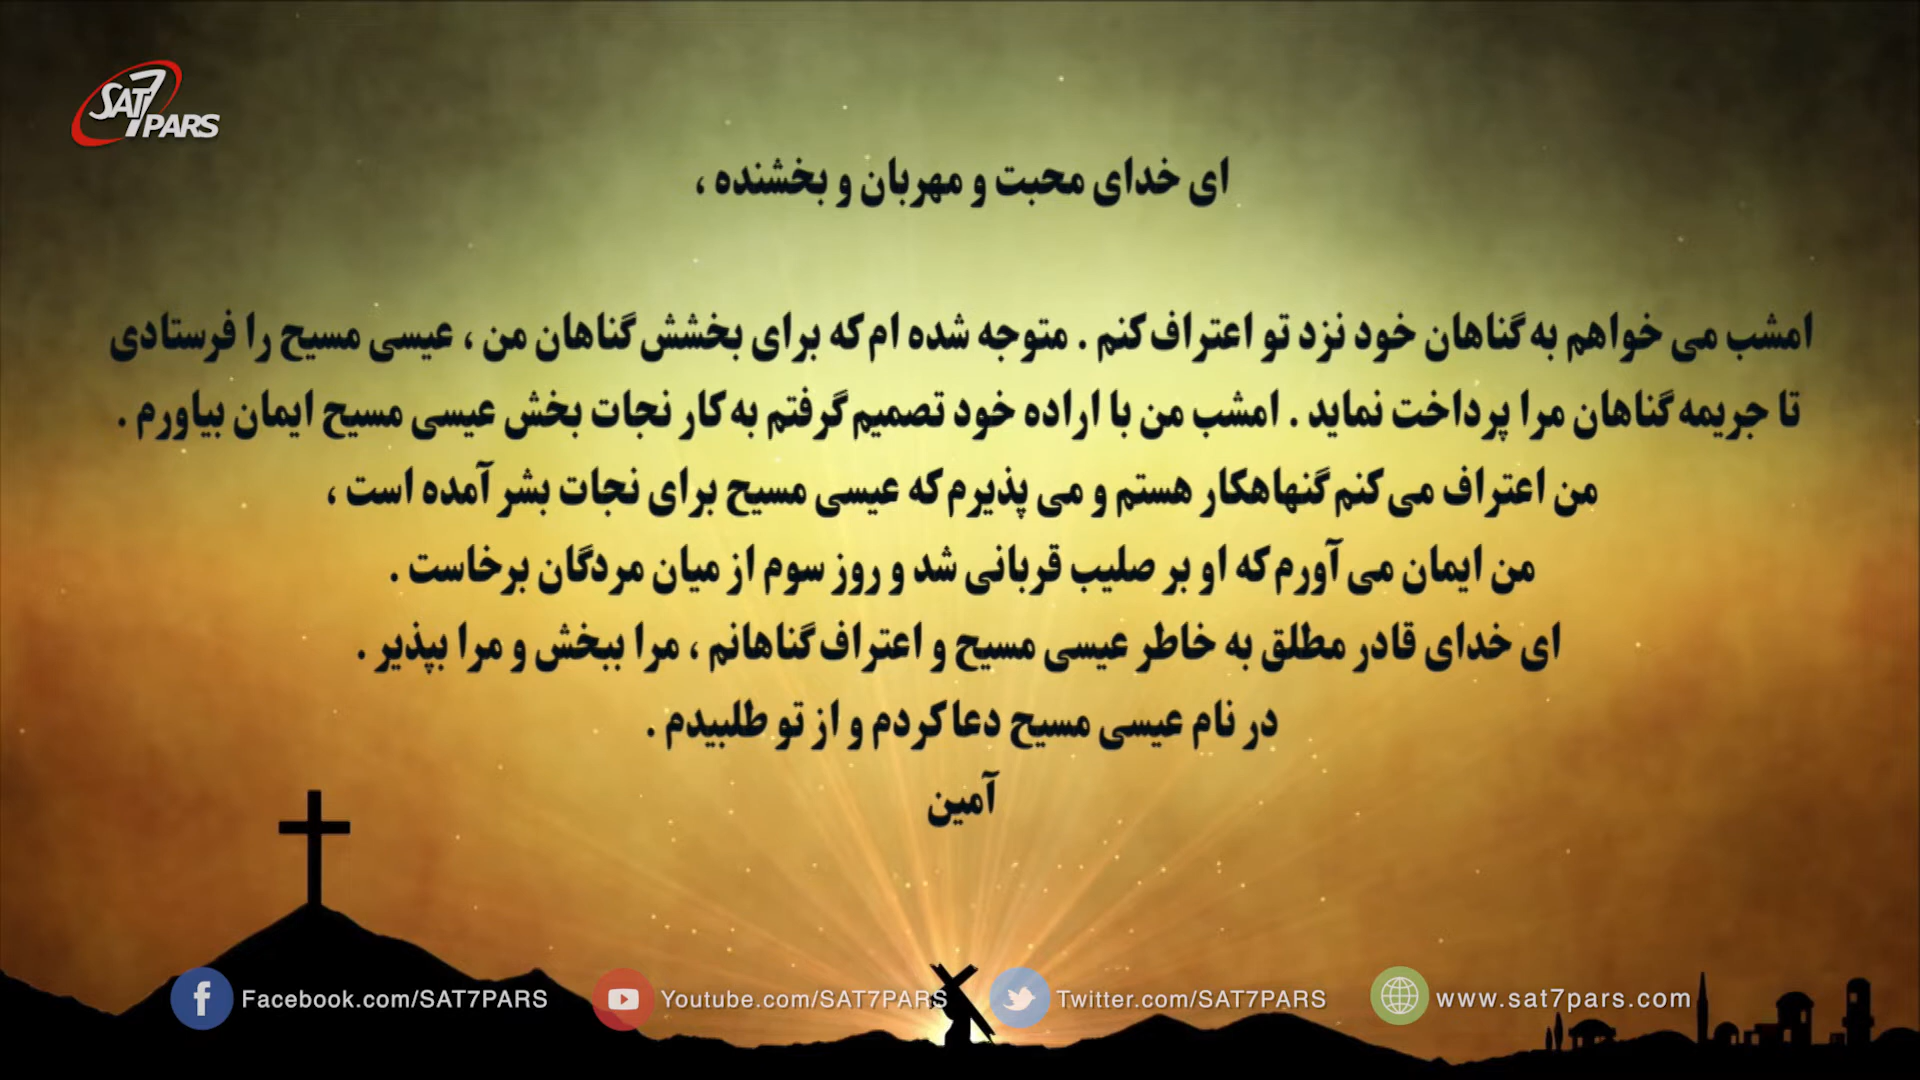 SAT7
PARS
ای خدای محبت و مهربان و بخشنده ،
امشب می خواهم به گناهان خود نزد تو اعتراف کنم . متوجه شده ام که برای بخشش گناهان من ، عیسی مسیح را فرستادی
تا جریمه گناهان مرا پرداخت نماید . امشب من با اراده خود تصمیم گرفتم به کار نجات بخش عیسی مسیح ایمان بیاورم .
من اعتراف می کنم گنهاهکار هستم و می پذیرم که عیسی مسیح برای نجات بشر آمده است ،
من ایمان می آورم که او بر صلیب قربانی شد و روز سوم از میان مردگان برخاست .
ای خدای قادر مطلق به خاطر عیسی مسیح و اعتراف گناهانم ، مرا ببخش و مرا بپذیر .
در نام عیسی مسیح دعا کردم و از تو طلبیدم .
آمین
Facebook.com/SAT7PARS Youtube.com/SAT7PARS Twitter.com/SAT7PARS www.sat7pars.com